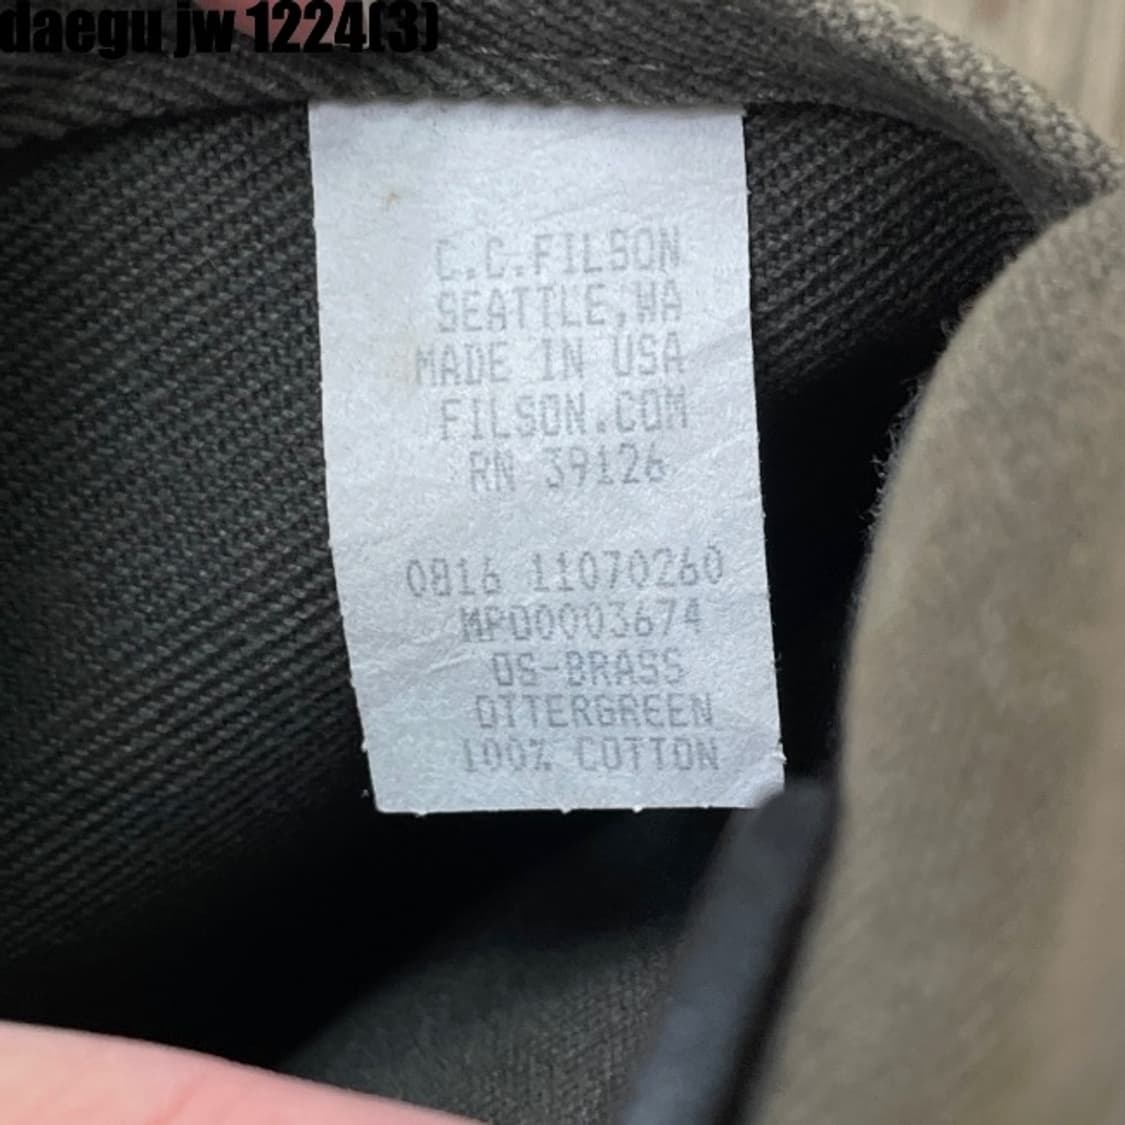 daegu jw 1224(3)
C.C.FILSON
SEATTLE,WA
MADE IN USA
FILSON.COM
RN 39126
0816 11070260
MP00003674
OS-BRASS
OTTERGREEN
100% COTTON